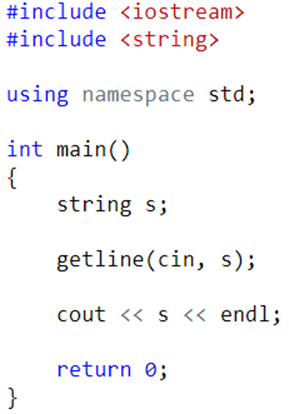 #include <iostream>
#include <string>
using namespace std;
int main()
{
string s;
getline(cin, s);
cout << s << endl;
return 0;
}